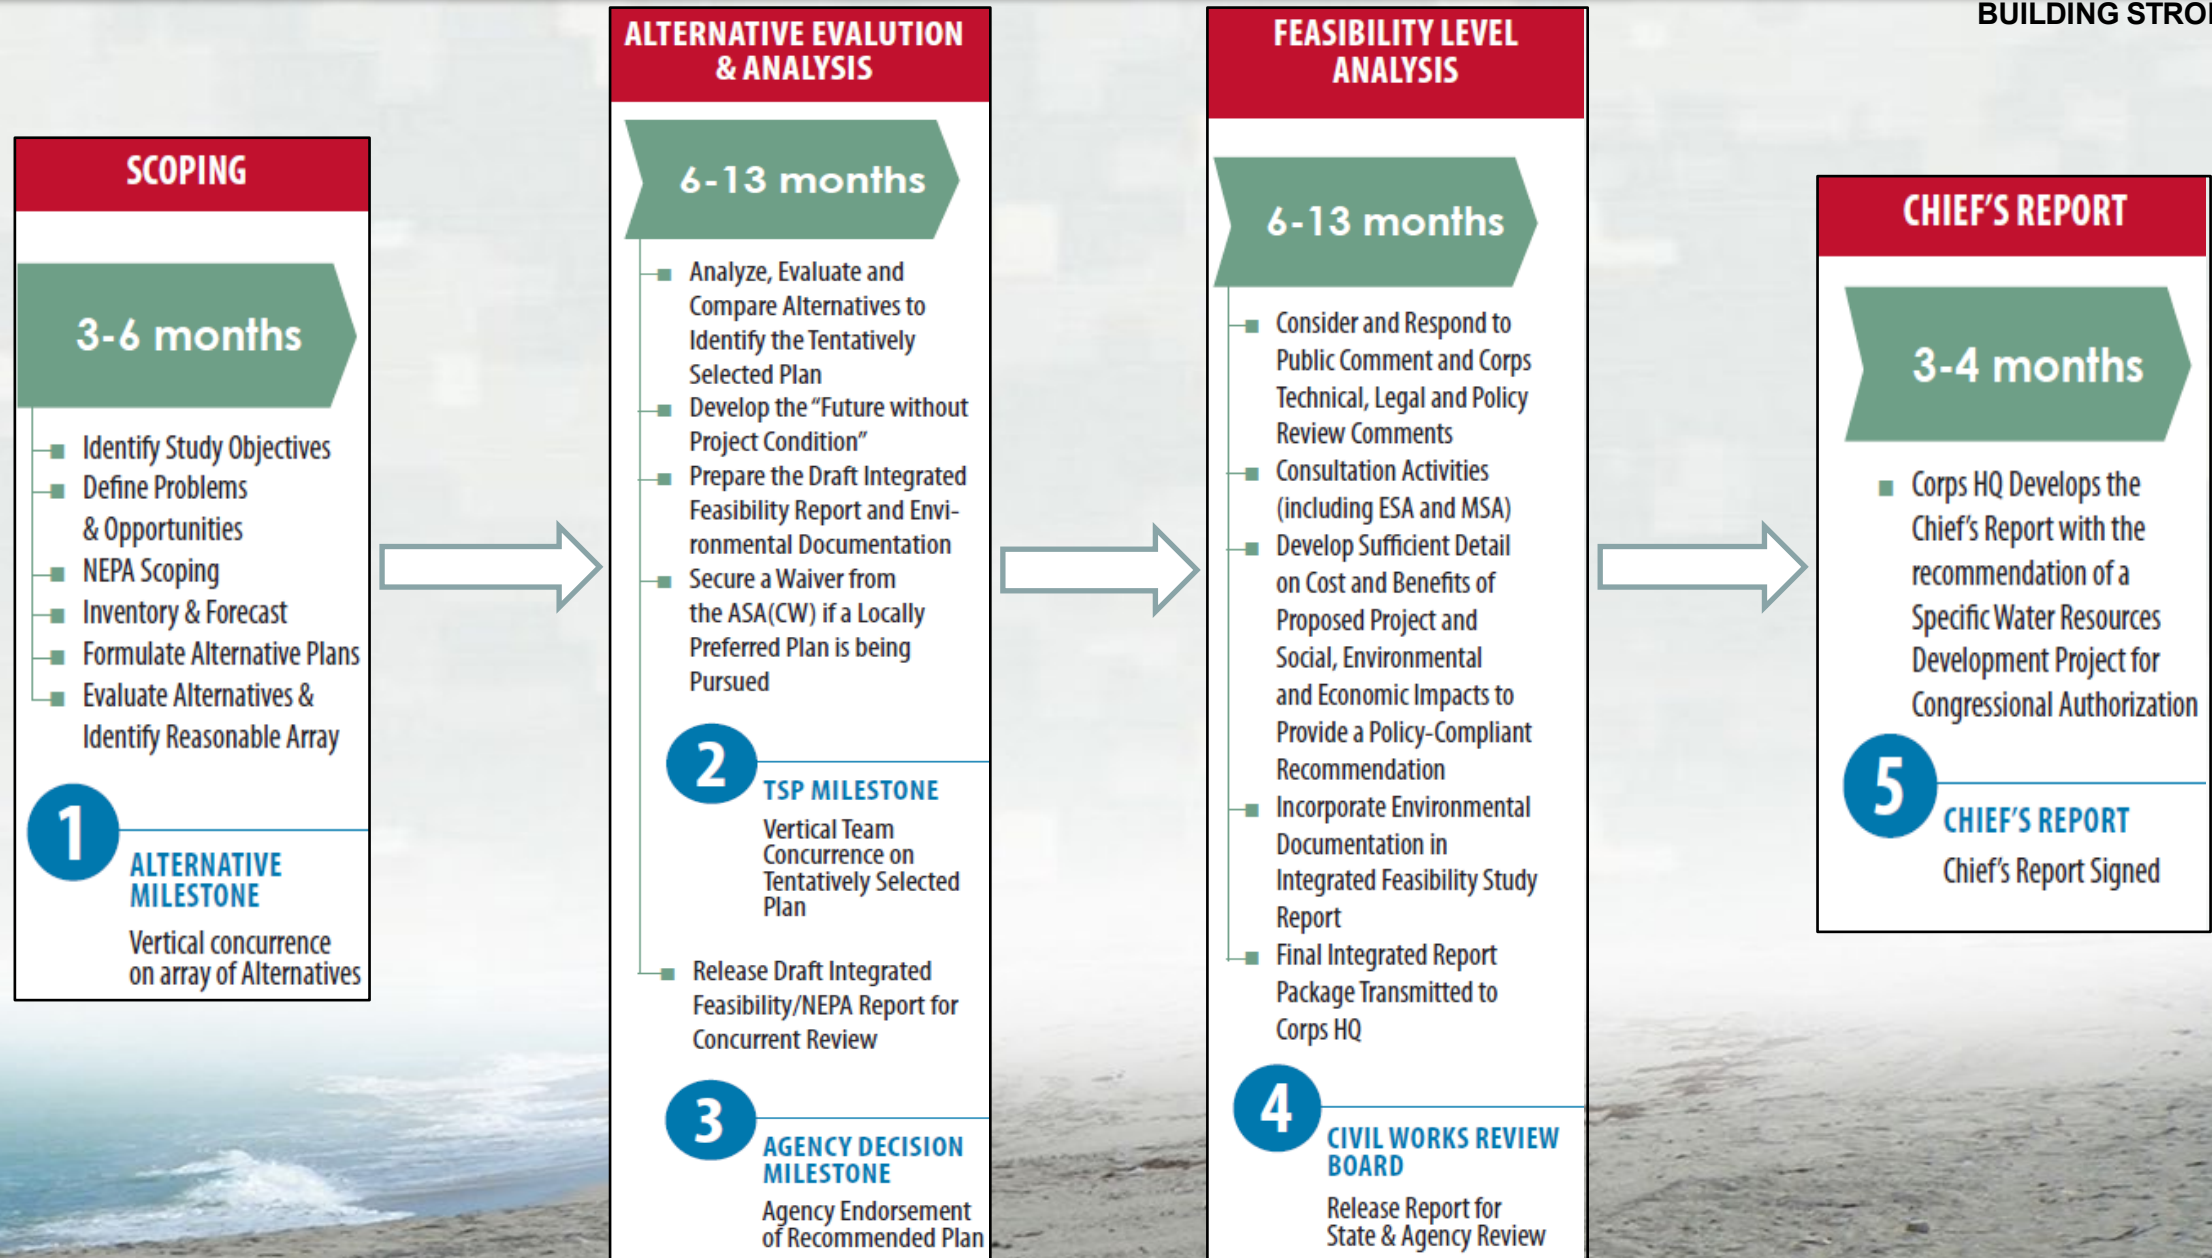 BUILDING STRO
SCOPING
3-6 months
Identify Study Objectives
Define Problems
& Opportunities
NEPA Scoping
Inventory & Forecast
Formulate Alternative Plans
Evaluate Alternatives &
Identify Reasonable Array
1
ALTERNATIVE
MILESTONE
Vertical concurrence
on array of Alternatives
ALTERNATIVE EVALUTION
& ANALYSIS
6-13 months
Analyze, Evaluate and
Compare Alternatives to
Identify the Tentatively
Selected Plan
Develop the “Future without
Project Condition”
Prepare the Draft Integrated
Feasibility Report and Envi-
ronmental Documentation
Secure a Waiver from
the ASA(CW) if a Locally
Preferred Plan is being
Pursued
2
TSP MILESTONE
Vertical Team
Concurrence on
Tentatively Selected
Plan
Release Draft Integrated
Feasibility/NEPA Report for
Concurrent Review
3
AGENCY DECISION
MILESTONE
Agency Endorsement
of Recommended Plan
FEASIBILITY LEVEL
ANALYSIS
6-13 months
Consider and Respond to
Public Comment and Corps
Technical, Legal and Policy
Review Comments
Consultation Activities
(including ESA and MSA)
Develop Sufficient Detail
on Cost and Benefits of
Proposed Project and
Social, Environmental
and Economic Impacts to
Provide a Policy-Compliant
Recommendation
Incorporate Environmental
Documentation in
Integrated Feasibility Study
Report
Final Integrated Report
Package Transmitted to
Corps HQ
4
CIVIL WORKS REVIEW
BOARD
Release Report for
State & Agency Review
CHIEF’S REPORT
3-4 months
Corps HQ Develops the
Chief’s Report with the
recommendation of a
Specific Water Resources
Development Project for
Congressional Authorization
5
CHIEF’S REPORT
Chief’s Report Signed